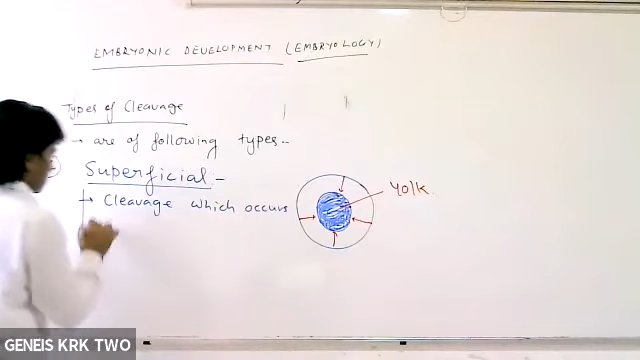 EMBRYONIC DEVELOPMENT (EMBRYOLOGY)
Types of Cleavage
→ are of following types--
Superficial -
→ Cleavage which occurs
Yolk
GENEIS KRK TWO